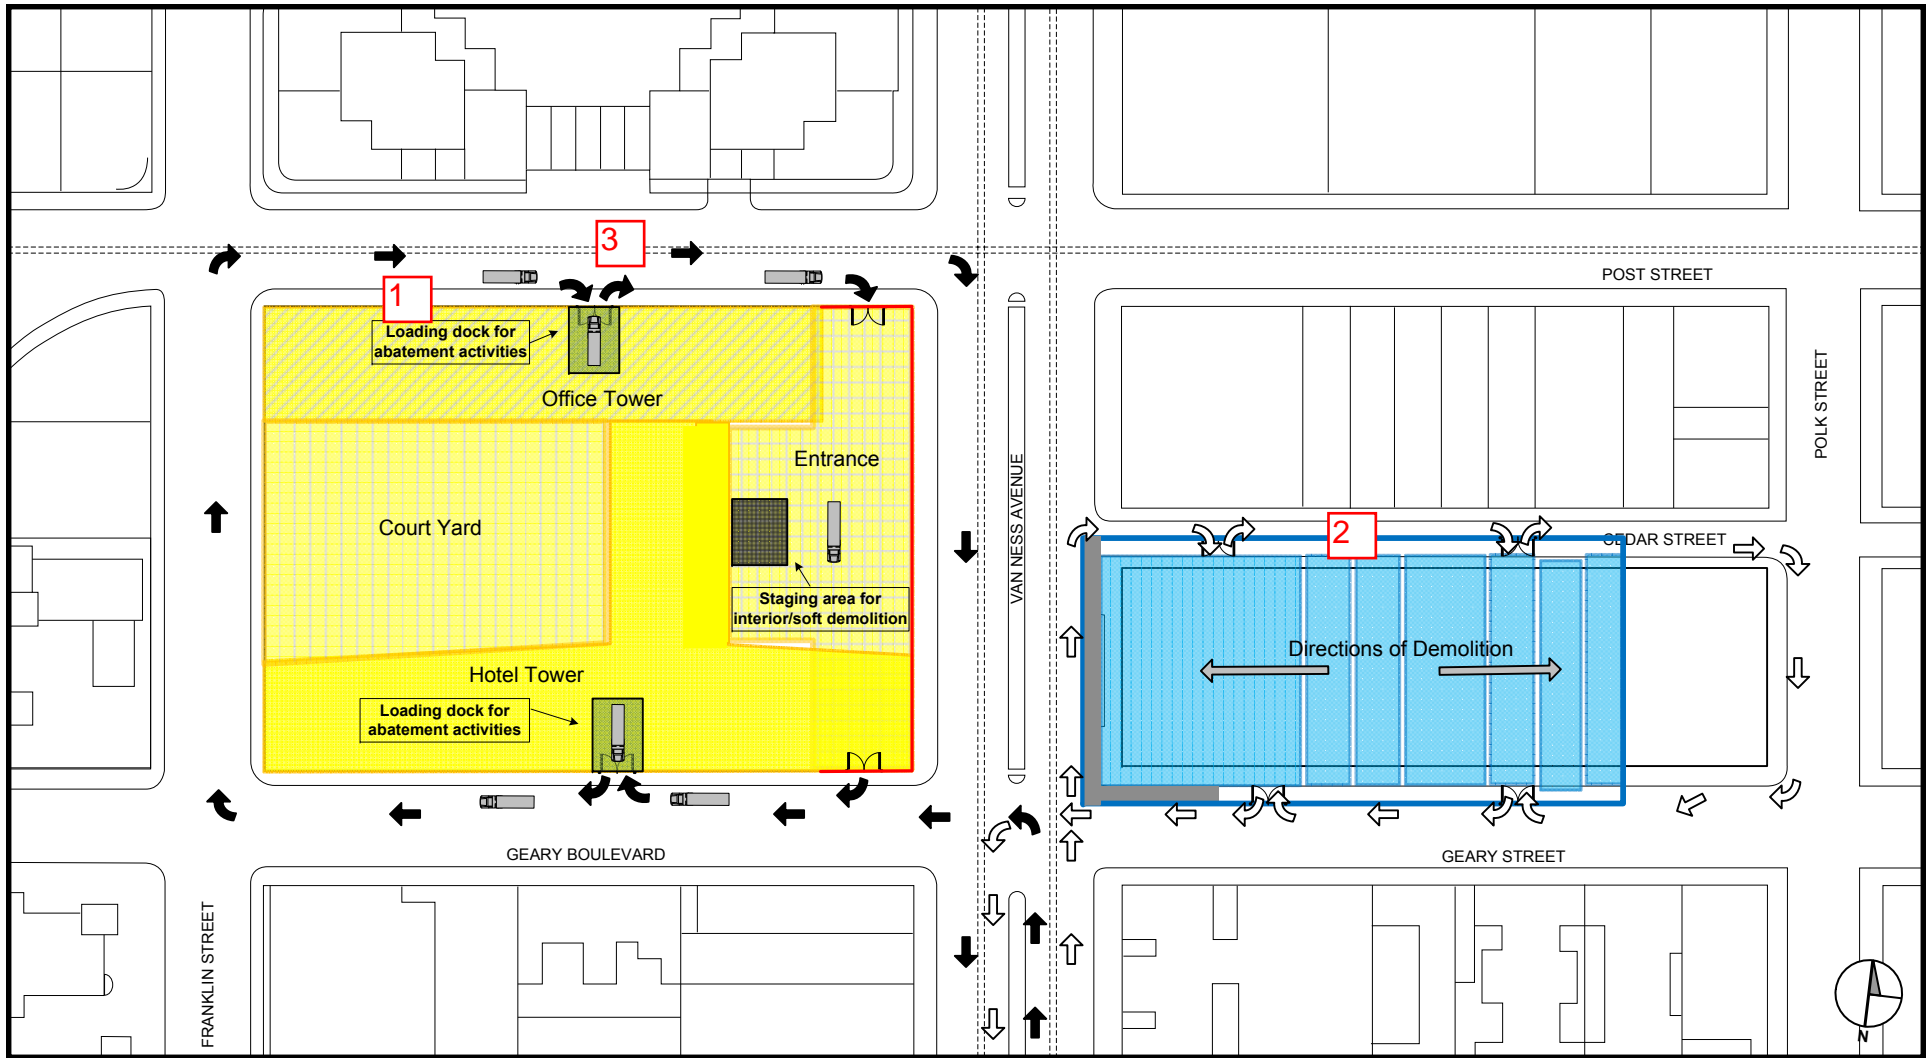 3
POST STREET
1
Loading dock for
abatement activities
Office Tower
POLK STREET
Entrance
VAN NESS AVENUE
Court Yard
2
CEDAR STREET
Staging area for
interior/soft demolition
Directions of Demolition
Hotel Tower
Loading dock for
abatement activities
GEARY BOULEVARD
GEARY STREET
FRANKLIN STREET
N